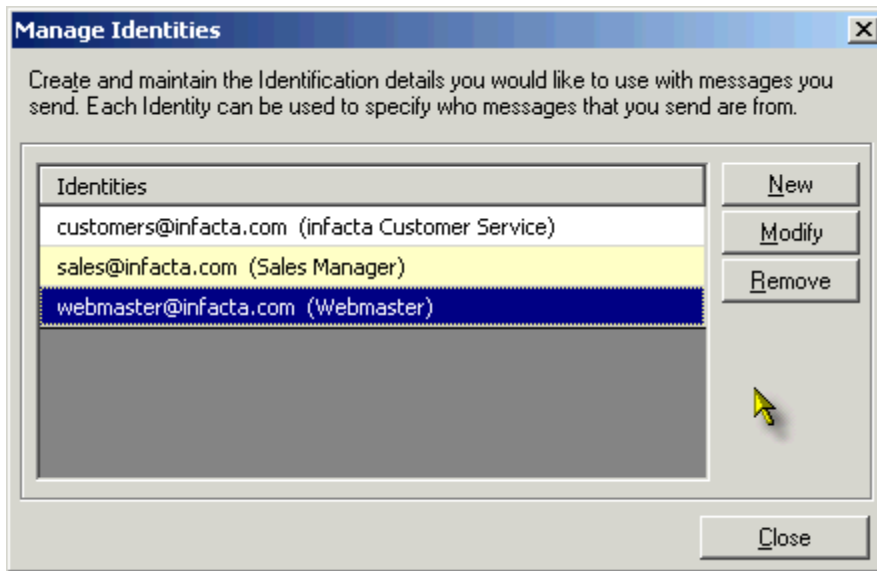 Manage Identities
Create and maintain the Identification details you would like to use with messages you
send. Each Identity can be used to specify who messages that you send are from.
Identities
customers@infacta.com (infacta Customer Service)
sales@infacta.com (Sales Manager)
webmaster@infacta.com (Webmaster)
New
Modify
Remove
Close